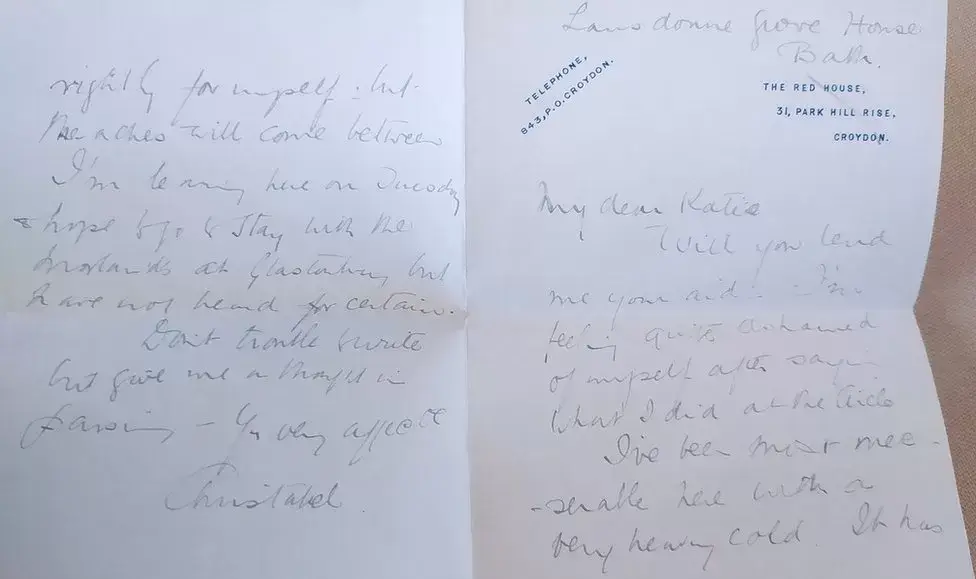 Lansdowne Grove House
Bath.
TELEPHONE,
843, P.O. CROYDON.
THE RED HOUSE,
31, PARK HILL RISE,
CROYDON.
My dear Katie
Will you lend
me your aid. I'm
feeling quite ashamed
of myself after saying
what I did at the Circle
I've been most mee-
-serable here with a
very heavy cold. It has
rightly for myself - but
the aches will come between
I'm leaving here on Tuesday
& hope to go to stay with the
Morlands at Glastonbury but
have not heard for certain.
Don't trouble to write
but give me a thought in
passing - Yr very affecte
Christabel.